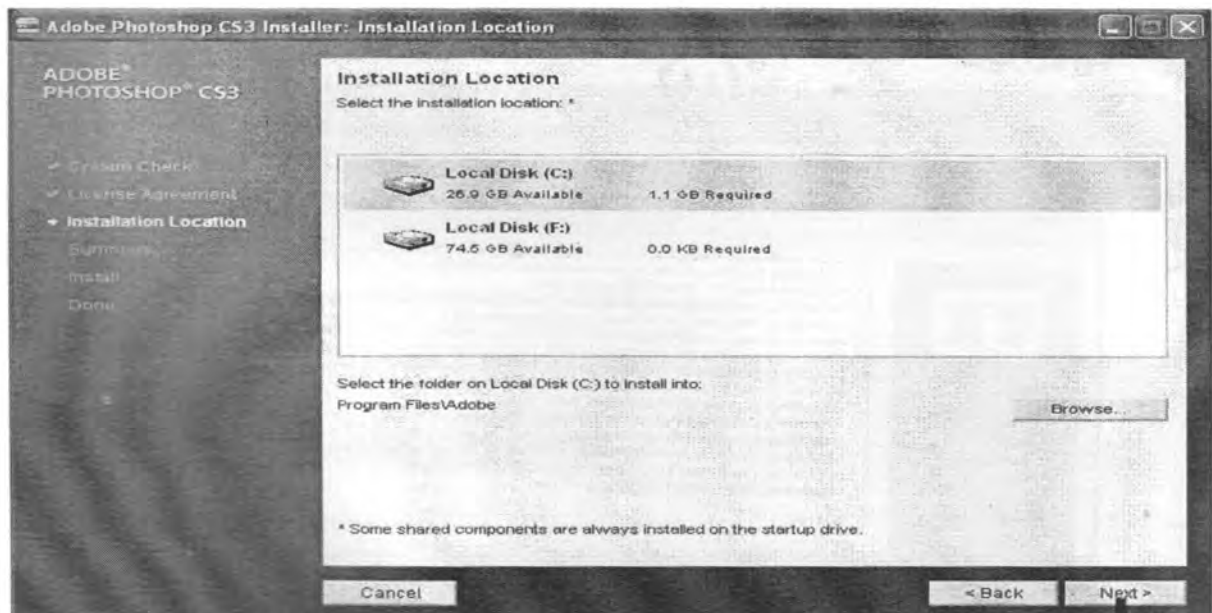 Adobe Photoshop CS3 Installer: Installation Location
ADOBE®
PHOTOSHOP® CS3
System Check
License Agreement
Installation Location
Summary
Install
Done
Installation Location
Select the installation location: *
Local Disk (C:)
26.9 GB Available 1.1 GB Required
Local Disk (F:)
74.5 GB Available 0.0 KB Required
Select the folder on Local Disk (C:) to install into:
Program Files\Adobe
Browse...
* Some shared components are always installed on the startup drive.
Cancel
< Back
Next >